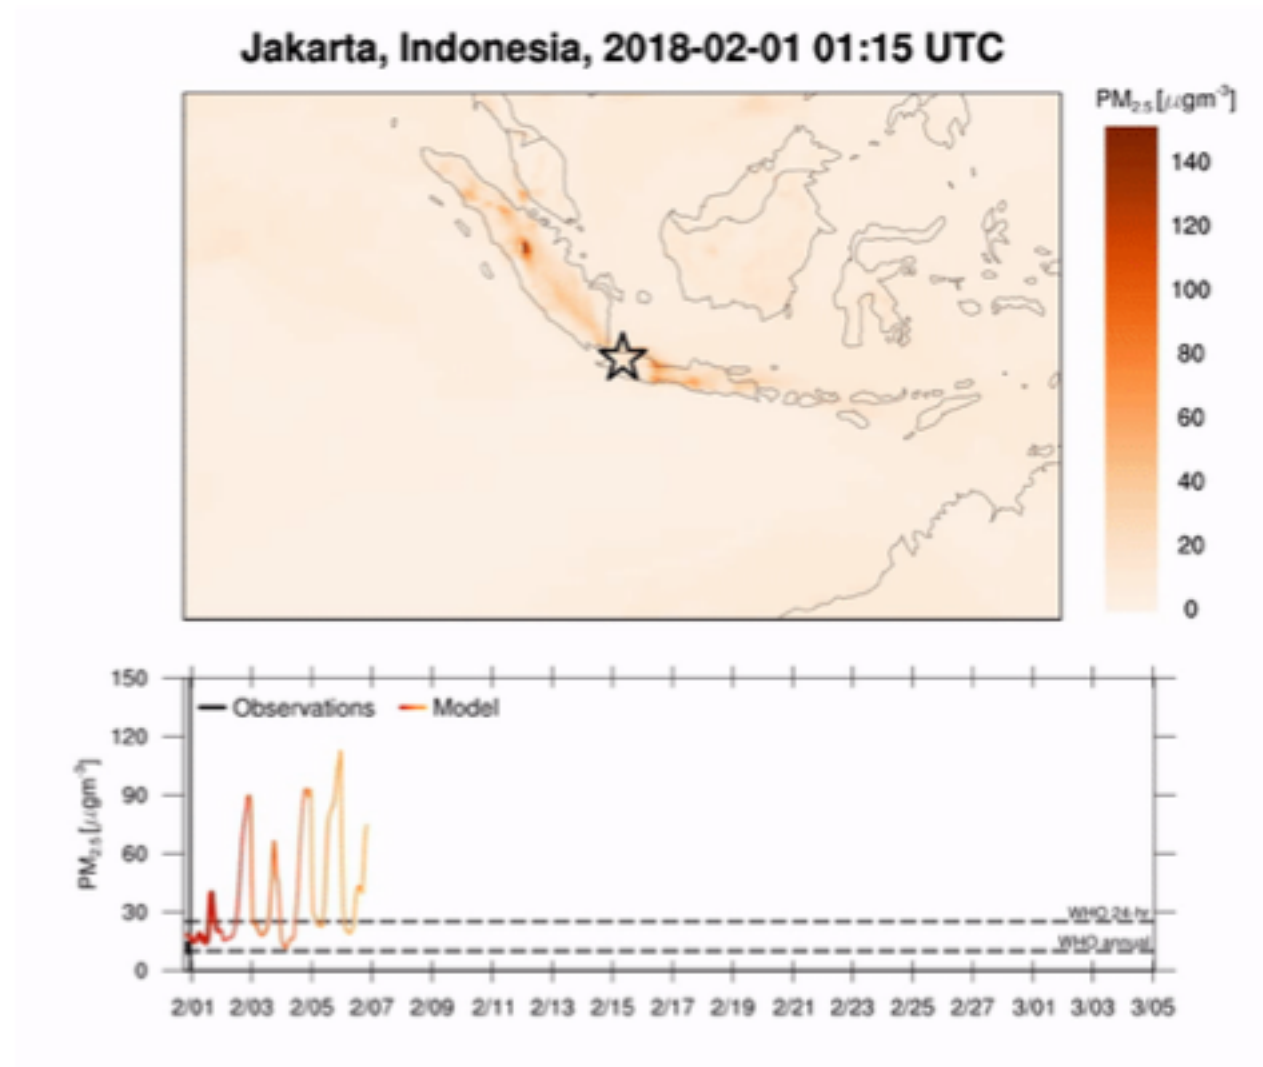 Jakarta, Indonesia, 2018-02-01 01:15 UTC
PM2.5 [μgm-3]
140
120
100
80
60
40
20
0
150
120
90
60
30
0
PM2.5 [μgm-3]
Observations Model
WHO 24-hr
WHO annual
2/01 2/03 2/05 2/07 2/09 2/11 2/13 2/15 2/17 2/19 2/21 2/23 2/25 2/27 3/01 3/03 3/05